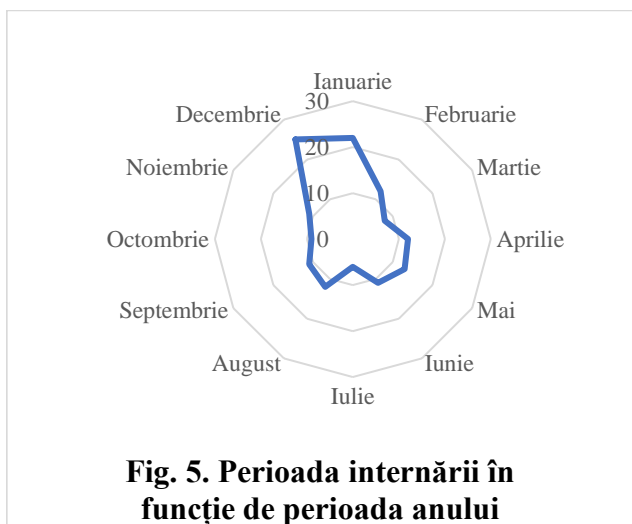 Ianuarie
30
Decembrie
Februarie
20
Noiembrie
Martie
10
Octombrie
0
Aprilie
Septembrie
Mai
August
Iunie
Iulie
Fig. 5. Perioada internării în
funcție de perioada anului